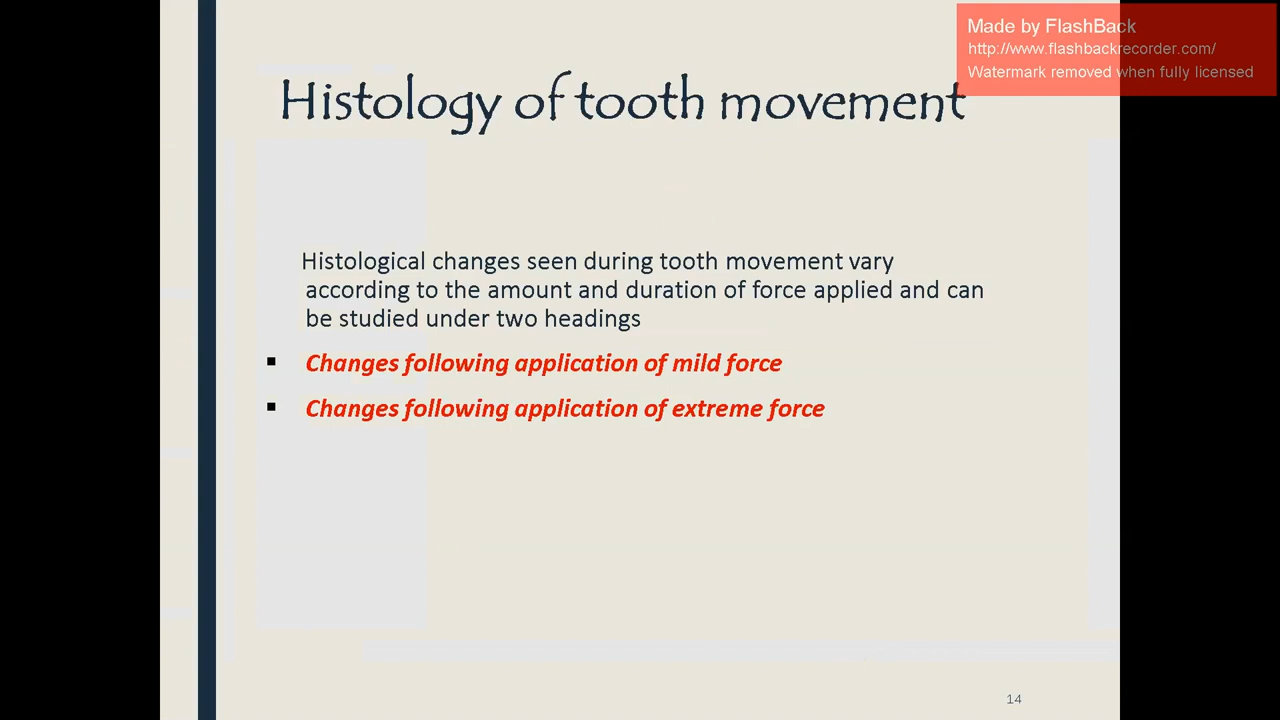 Made by FlashBack
http://www.flashbackrecorder.com/
Watermark removed when fully licensed
Histology of tooth movement
Histological changes seen during tooth movement vary
according to the amount and duration of force applied and can
be studied under two headings
▪ Changes following application of mild force
▪ Changes following application of extreme force
14